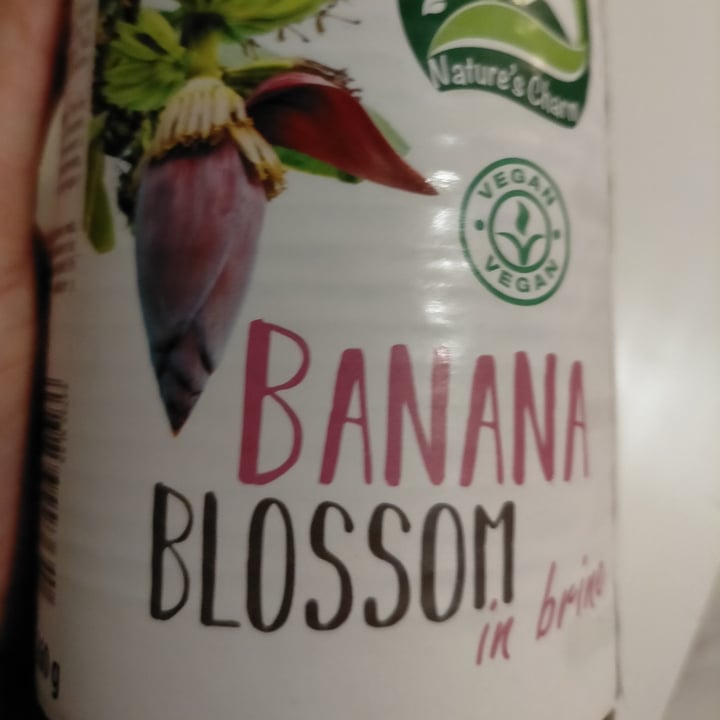 Nature's Charm
VEGAN
VEGAN
BANANA
BLOSSOM
in brine